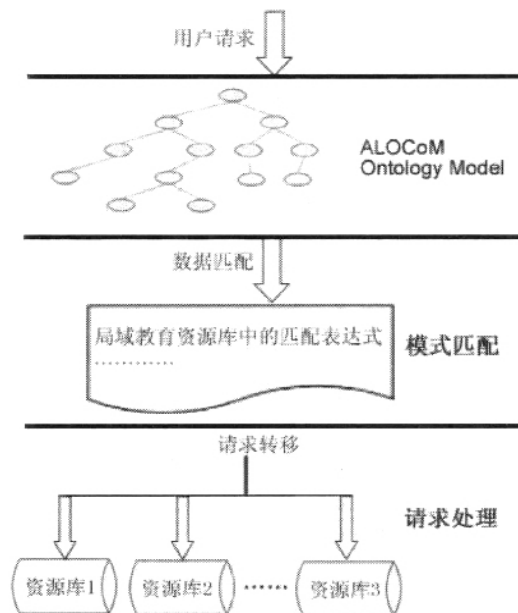 用户请求
ALOCoM
Ontology Model
数据匹配
局域教育资源库中的匹配表达式
…………
模式匹配
请求转移
请求处理
资源库1
资源库2
……
资源库3